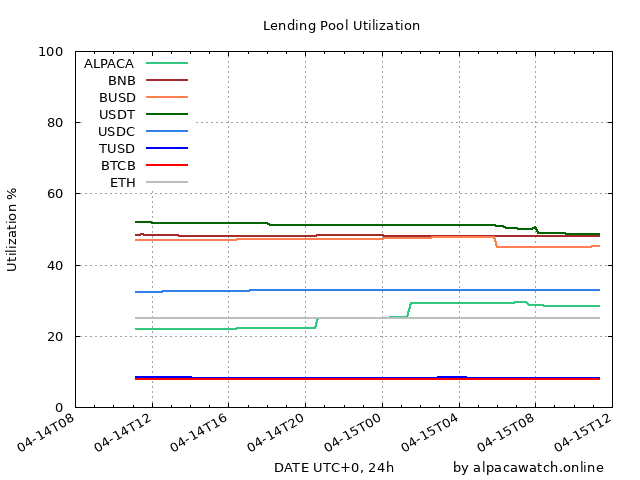 Lending Pool Utilization
Utilization %
100
80
60
40
20
0
ALPACA
BNB
BUSD
USDT
USDC
TUSD
BTCB
ETH
04-14T08
04-14T12
04-14T16
04-14T20
04-15T00
04-15T04
04-15T08
04-15T12
DATE UTC+0, 24h
by alpacawatch.online